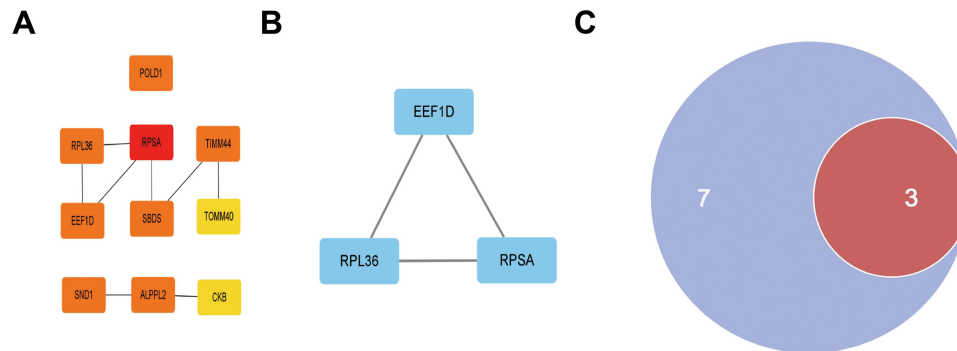 A
B
C
POLD1
RPL36
RPSA
TIMM44
EEF1D
SBDS
TOMM40
SND1
ALPPL2
CKB
EEF1D
RPL36
RPSA
7
3